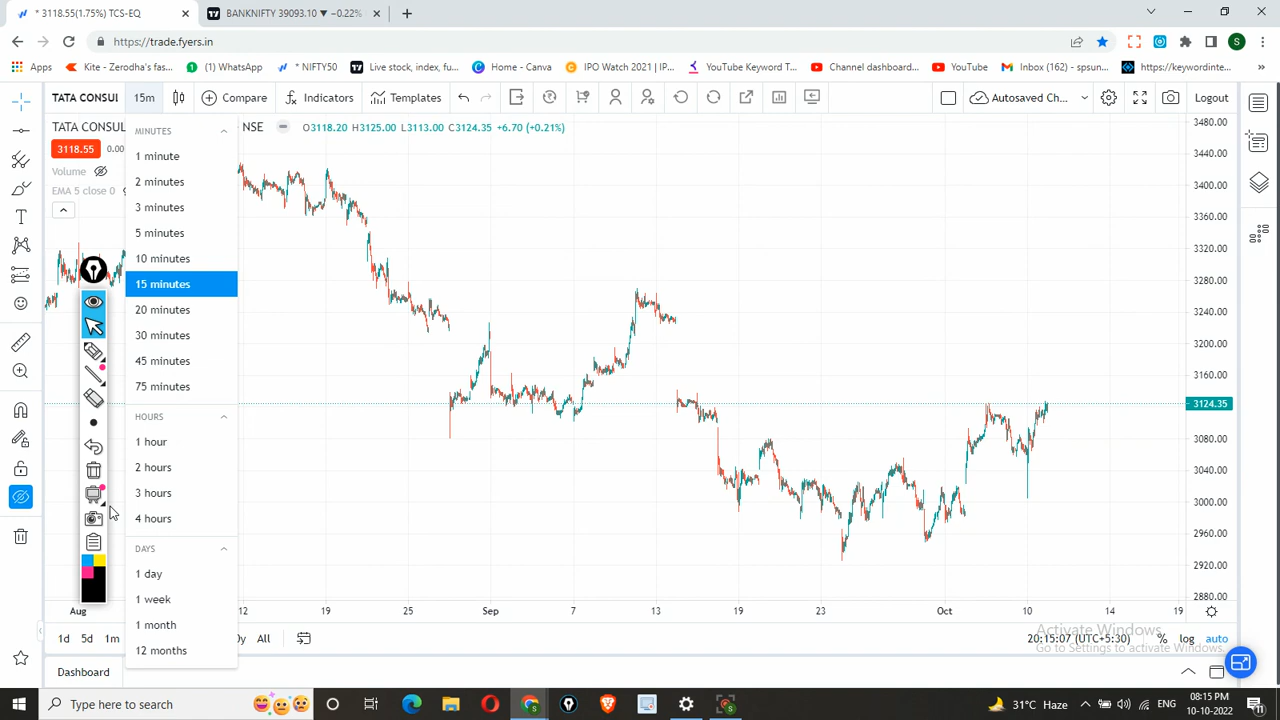 * 3118.55(1.75%) TCS-EQ
BANKNIFTY 39093.10 ▼ −0.22%
https://trade.fyers.in
S
Apps
Kite - Zerodha's fas...
(1) WhatsApp
* NIFTY50
Live stock, index, fu...
Home - Canva
IPO Watch 2021 | IP...
YouTube Keyword T...
Channel dashboard...
YouTube
Inbox (162) - spsun...
https://keywordinte...
TATA CONSUL
15m
Compare
Indicators
Templates
Autosaved Ch...
Logout
TATA CONSUL
NSE
O3118.20 H3125.00 L3113.00 C3124.35 +6.70 (+0.21%)
3118.55
0.00
Volume
EMA 5 close 0
MINUTES
1 minute
2 minutes
3 minutes
5 minutes
10 minutes
15 minutes
20 minutes
30 minutes
45 minutes
75 minutes
HOURS
1 hour
2 hours
3 hours
4 hours
DAYS
1 day
1 week
1 month
12 months
3480.00
3440.00
3400.00
3360.00
3320.00
3280.00
3240.00
3200.00
3160.00
3124.35
3080.00
3040.00
3000.00
2960.00
2920.00
2880.00
Aug
12
19
25
Sep
7
13
19
23
Oct
10
14
19
1d
5d
1m
0y
All
20:15:07 (UTC+5:30)
%
log
auto
Activate Windows
Go to Settings to activate Windows.
Dashboard
Type here to search
31°C Haze
ENG
08:15 PM
10-10-2022
11